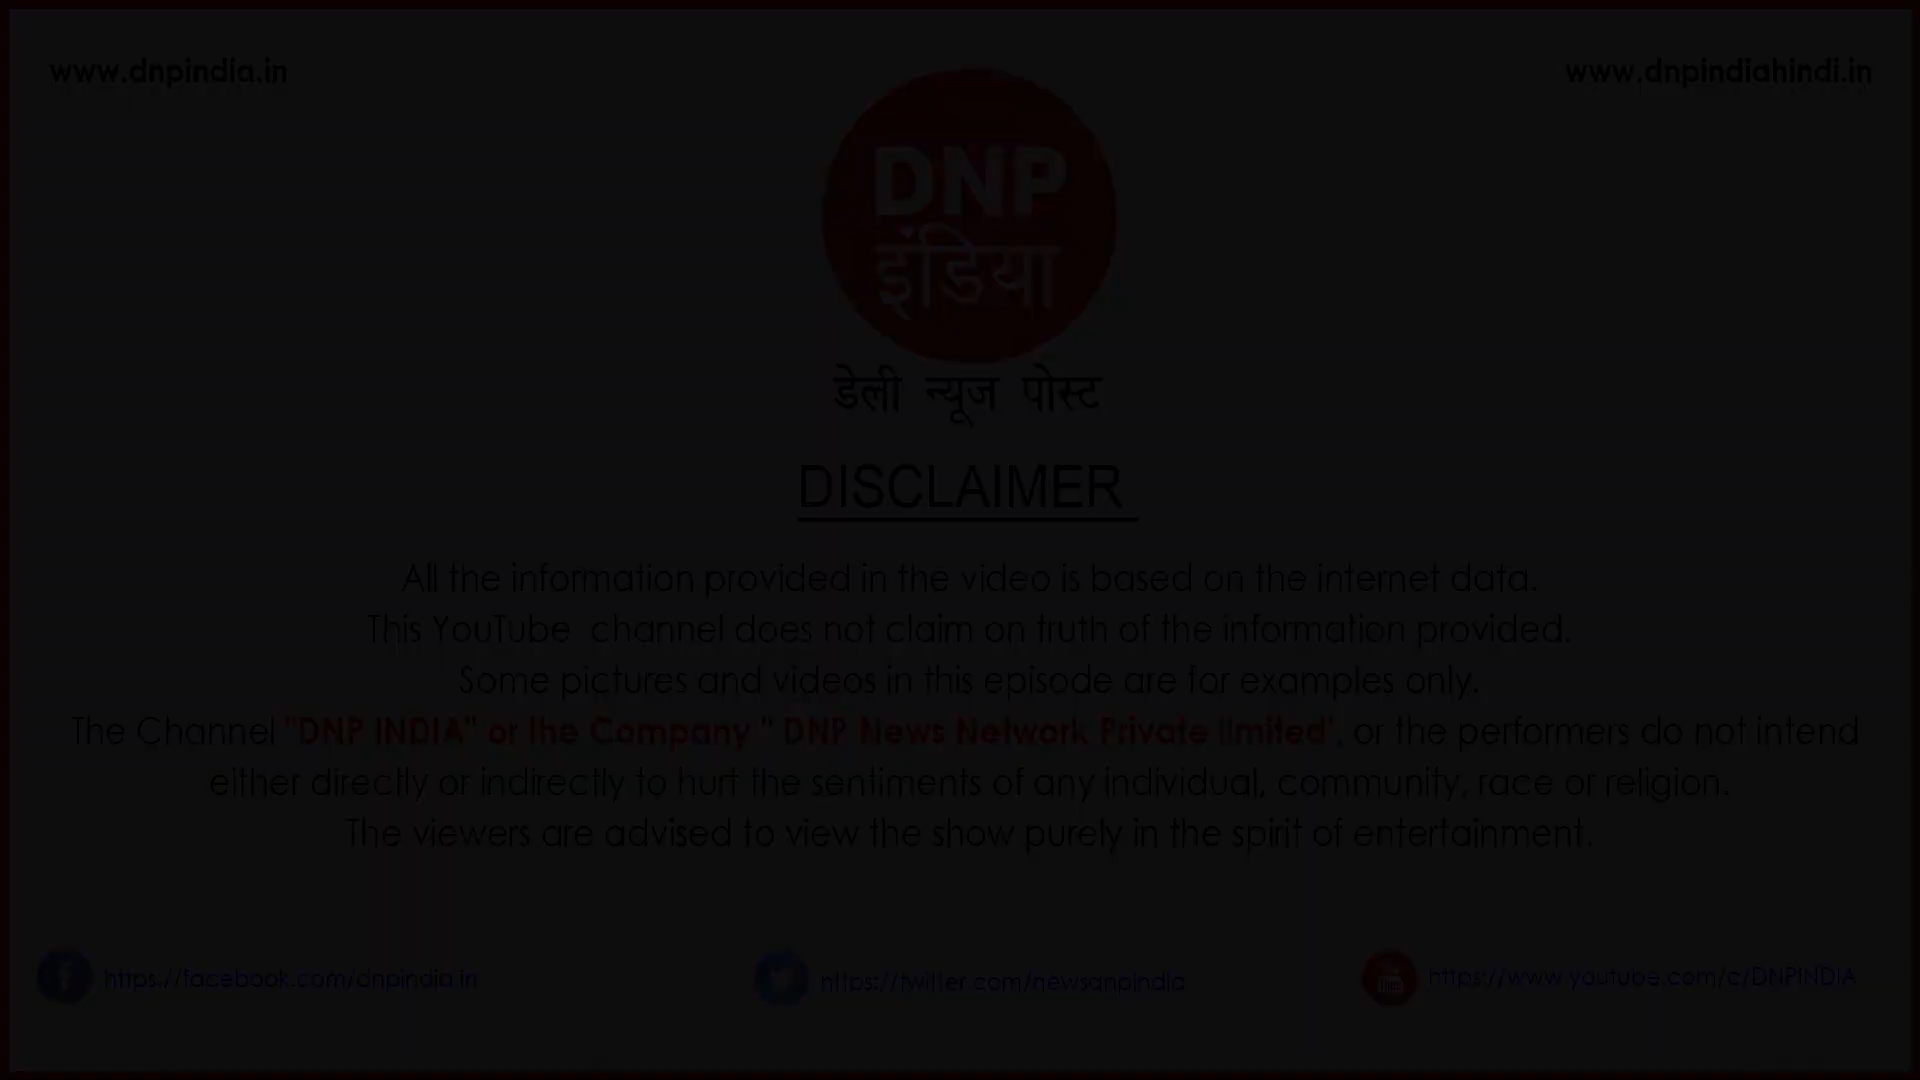 www.dnpindia.in
www.dnpindiahindi.in
DNP
इंडिया
डेली न्यूज पोस्ट
DISCLAIMER
All the information provided in the video is based on the internet data.
This YouTube channel does not claim on truth of the information provided.
Some pictures and videos in this episode are for examples only.
The Channel "DNP INDIA" or the Company " DNP News Network Private limited", or the performers do not intend
either directly or indirectly to hurt the sentiments of any individual, community, race or religion.
The viewers are advised to view the show purely in the spirit of entertainment.
https://facebook.com/dnpindia.in
https://twitter.com/newsdnpindia
https://www.youtube.com/c/DNPINDIA